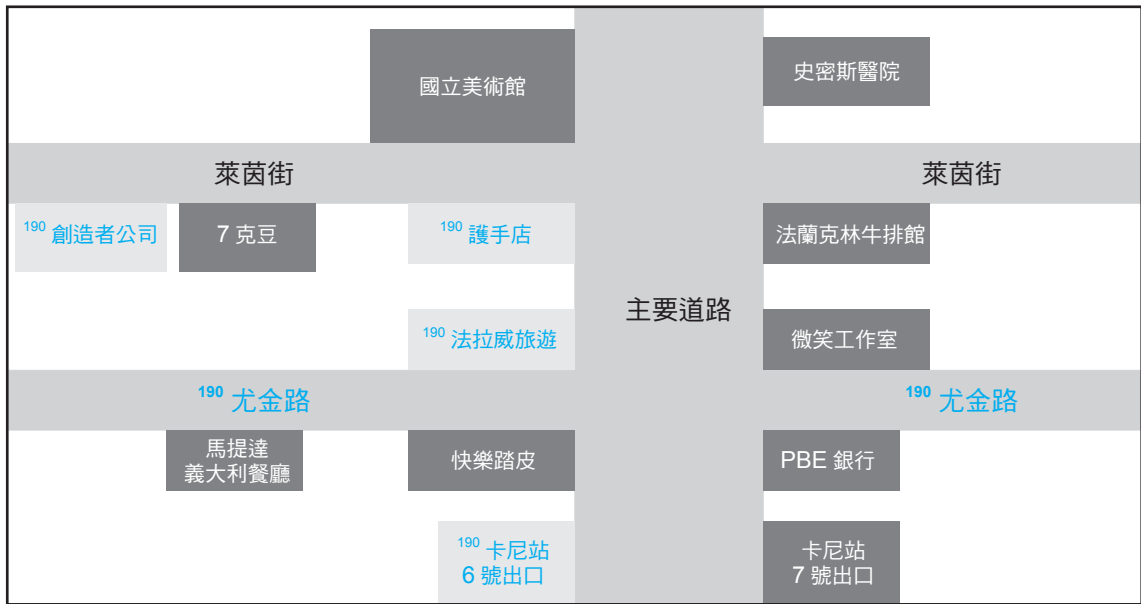 國立美術館
史密斯醫院
萊茵街
萊茵街
190 創造者公司
7 克豆
190 護手店
法蘭克林牛排館
主要道路
190 法拉威旅遊
微笑工作室
190 尤金路
190 尤金路
馬提達
義大利餐廳
快樂踏皮
PBE 銀行
190 卡尼站
6 號出口
卡尼站
7 號出口